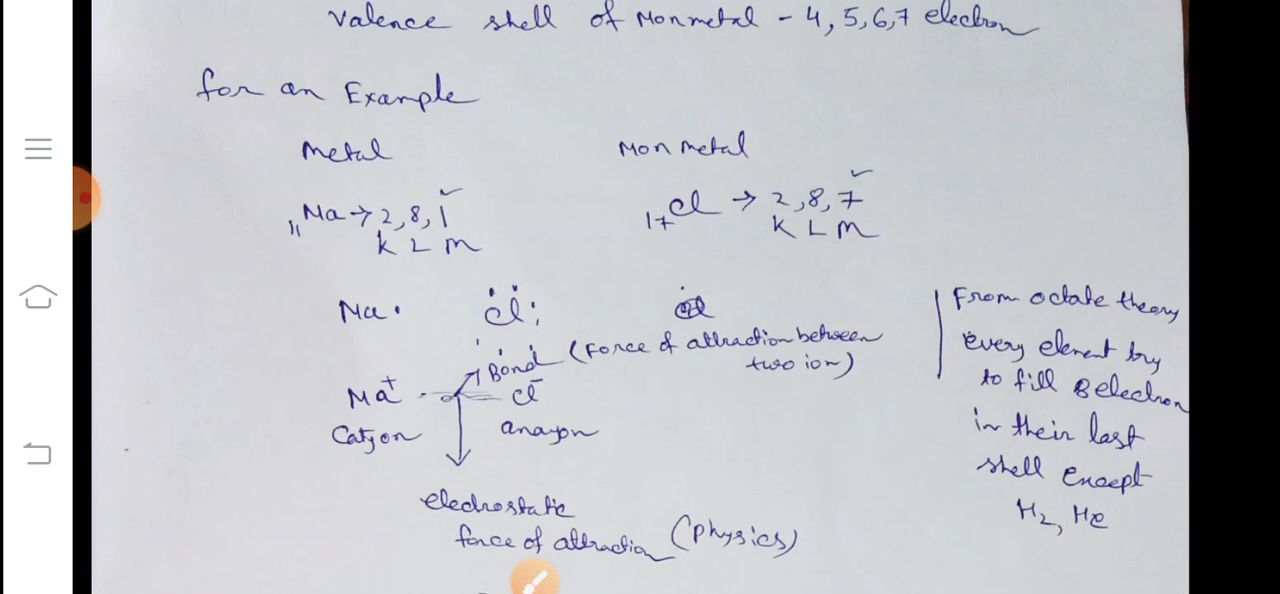 Valence shell of Nonmetal - 4, 5, 6, 7 electron
for an Example
Metal
Non metal
11Na → 2, 8, 1
K L M
17Cl → 2, 8, 7
K L M
Na·
Cl
Bond (Force of attraction between
two ion)
Na+
Cl-
Catyon
anayon
electrostatic
force of attraction (Physics)
From octate theory
every element try
to fill 8 electron
in their last
shell Except
H2, He